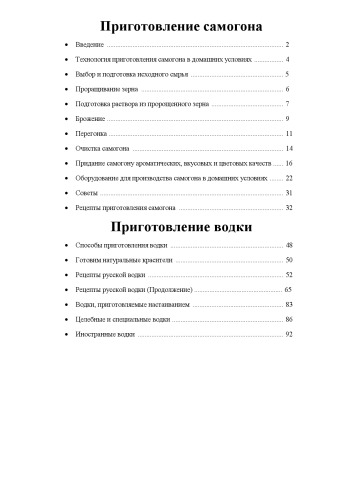 Приготовление самогона
• Введение 2
• Технология приготовления самогона в домашних условиях 4
• Выбор и подготовка исходного сырья 5
• Проращивание зерна 6
• Подготовка раствора из пророщенного зерна 7
• Брожение 9
• Перегонка 11
• Очистка самогона 14
• Придание самогону ароматических, вкусовых и цветовых качеств 16
• Оборудование для производства самогона в домашних условиях 22
• Советы 31
• Рецепты приготовления самогона 32
Приготовление водки
• Способы приготовления водки 48
• Готовим натуральные красители 50
• Рецепты русской водки 52
• Рецепты русской водки (Продолжение) 65
• Водки, приготовляемые настаиванием 83
• Целебные и специальные водки 86
• Иностранные водки 92